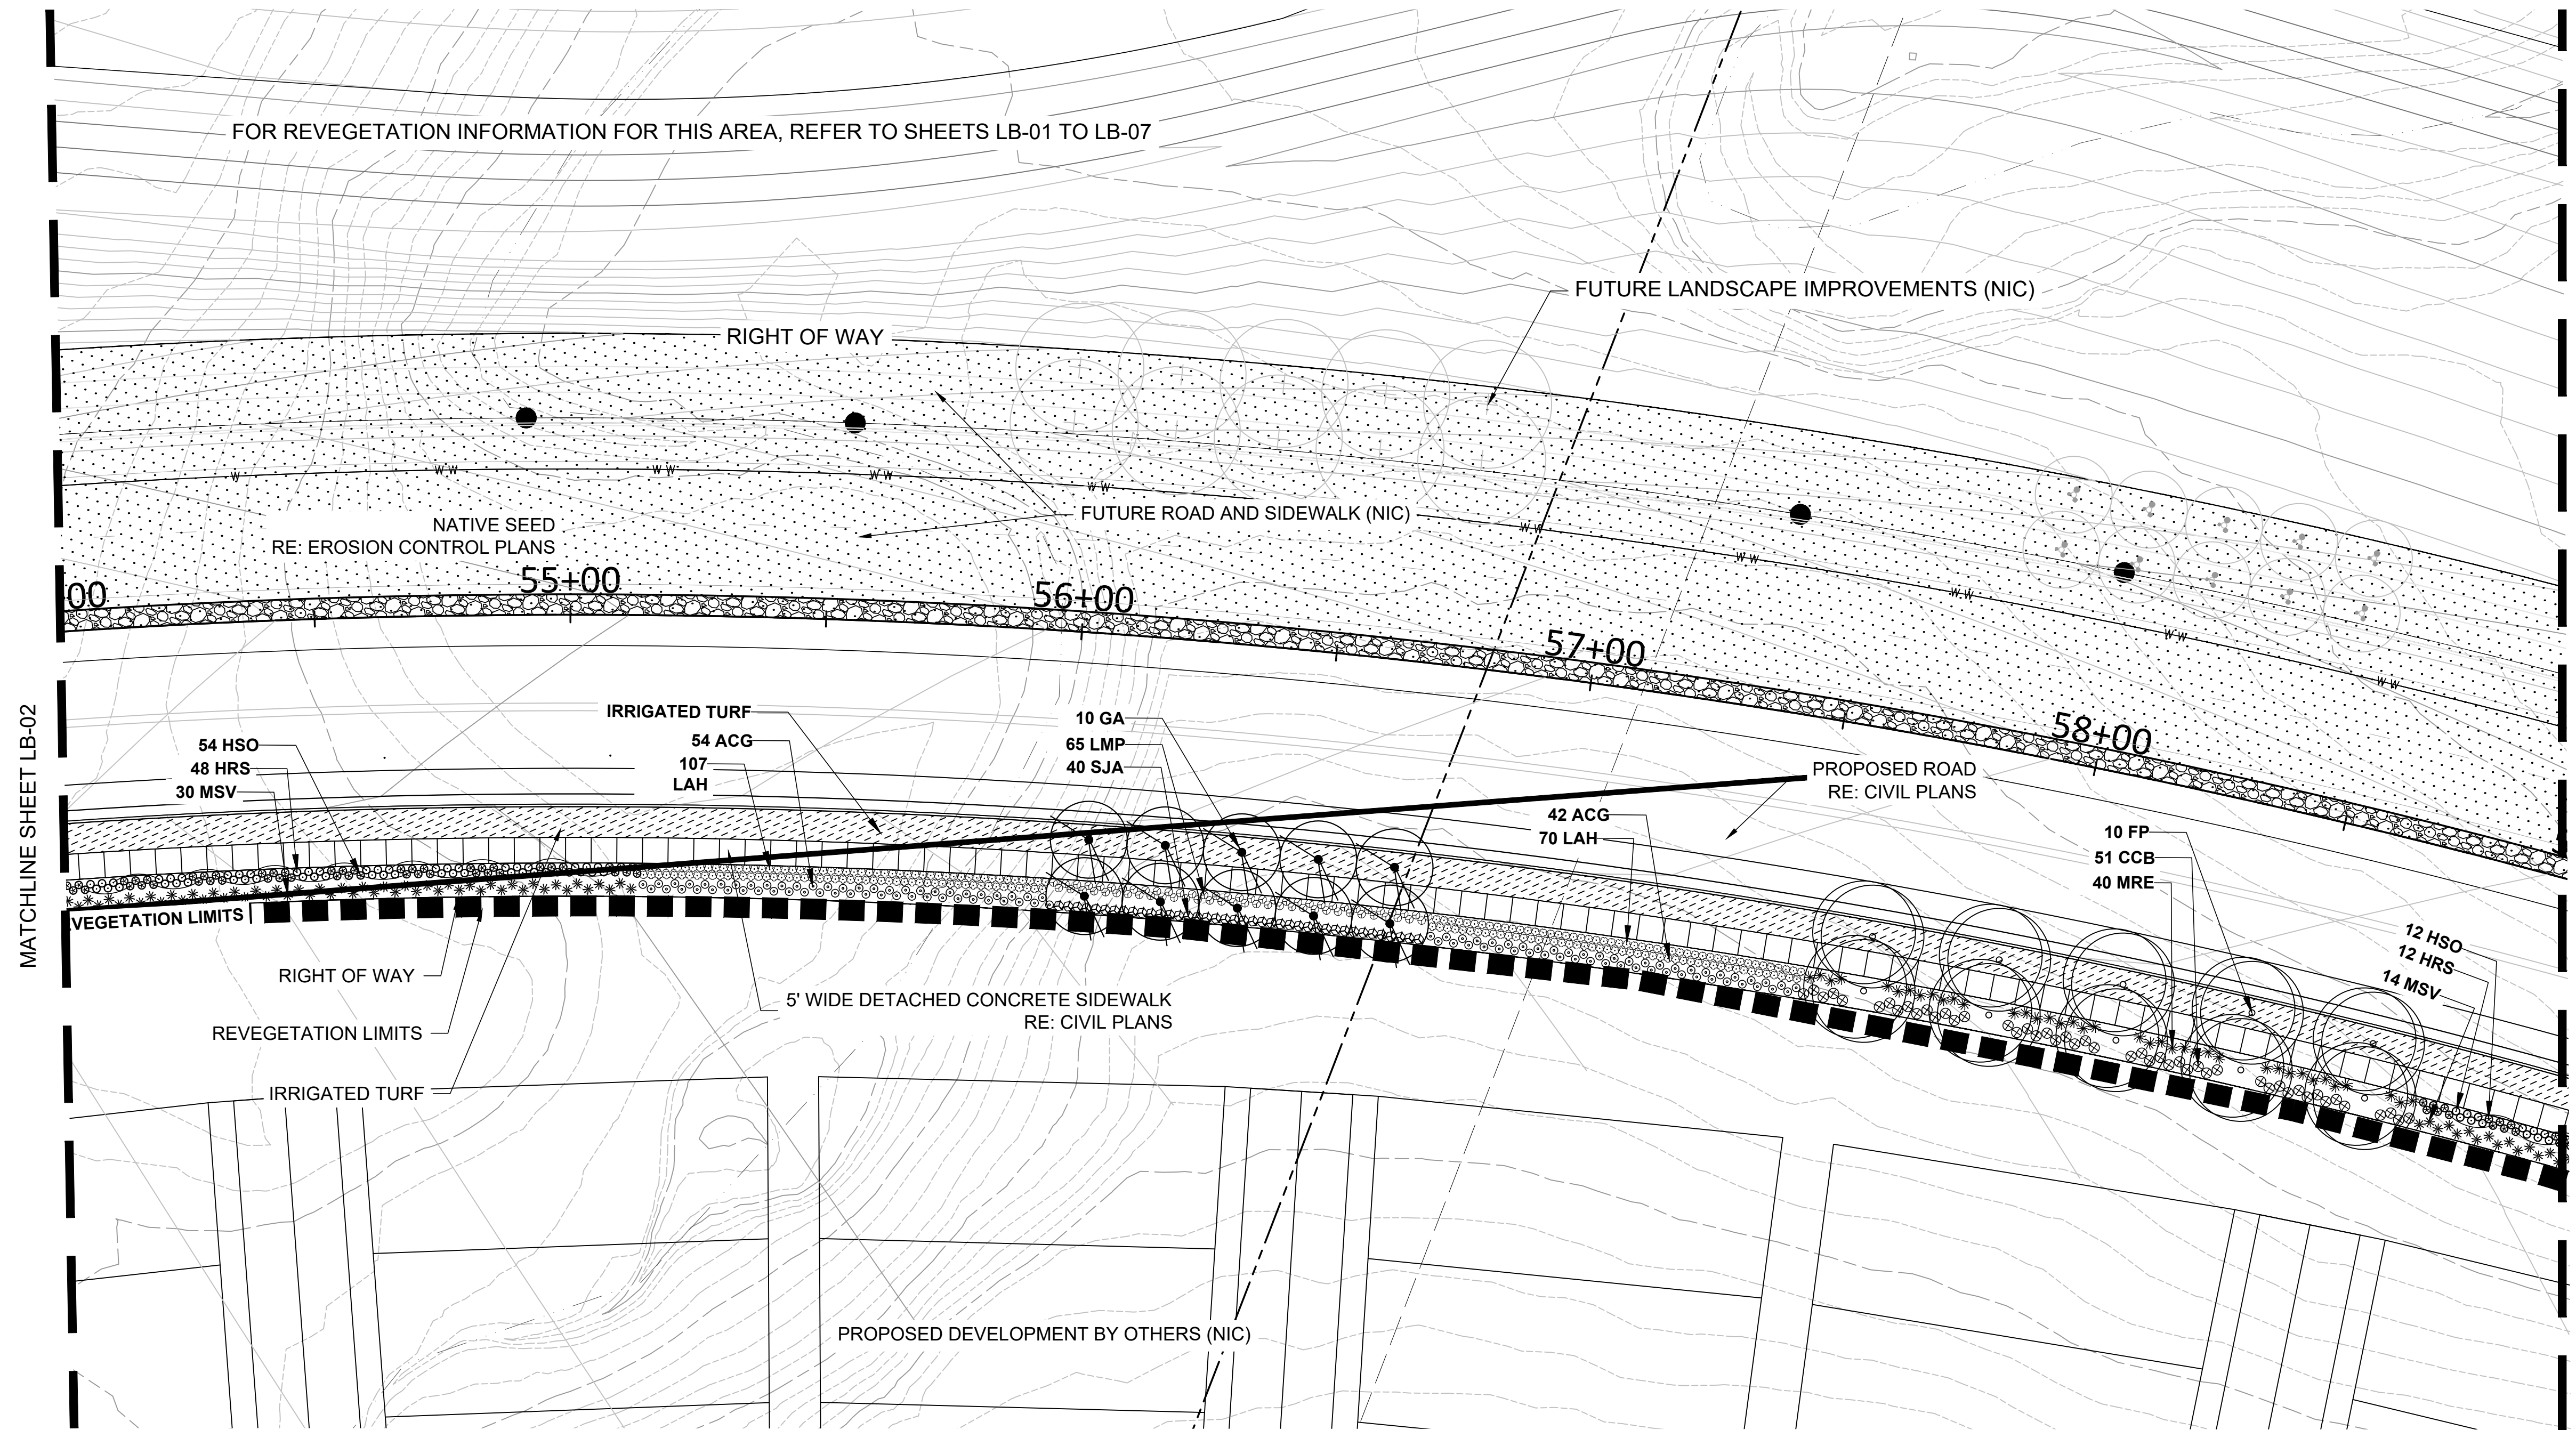 FOR REVEGETATION INFORMATION FOR THIS AREA, REFER TO SHEETS LB-01 TO LB-07
FUTURE LANDSCAPE IMPROVEMENTS (NIC)
RIGHT OF WAY
W
W W
W W
W W
W W
FUTURE ROAD AND SIDEWALK (NIC)
W W
W W
W W
W W
W W
NATIVE SEED
RE: EROSION CONTROL PLANS
00
55+00
56+00
57+00
58+00
MATCHLINE SHEET LB-02
IRRIGATED TURF
54 HSO
48 HRS
30 MSV
54 ACG
107
LAH
10 GA
65 LMP
40 SJA
PROPOSED ROAD
RE: CIVIL PLANS
42 ACG
70 LAH
10 FP
51 CCB
40 MRE
12 HSO
12 HRS
14 MSV
VEGETATION LIMITS
RIGHT OF WAY
5' WIDE DETACHED CONCRETE SIDEWALK
RE: CIVIL PLANS
REVEGETATION LIMITS
IRRIGATED TURF
PROPOSED DEVELOPMENT BY OTHERS (NIC)